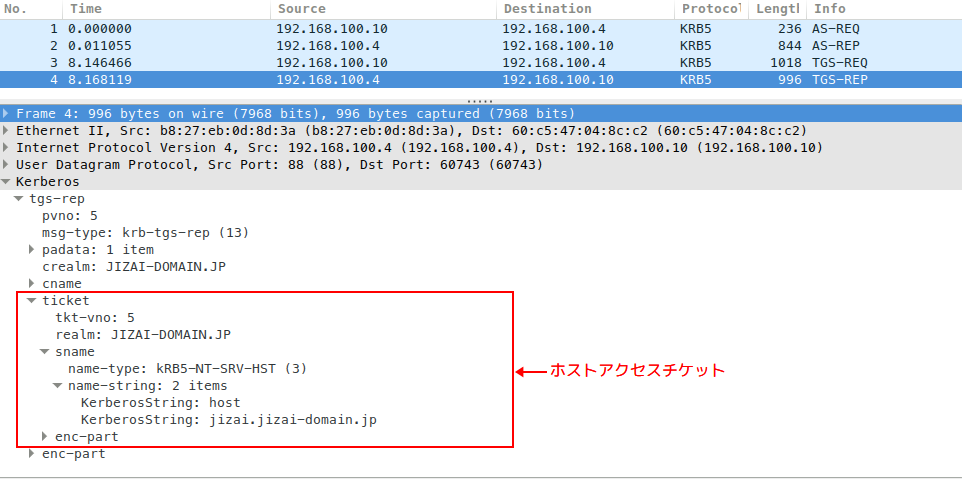 No. Time Source Destination Protocol Length Info
1 0.000000 192.168.100.10 192.168.100.4 KRB5 236 AS-REQ
2 0.011055 192.168.100.4 192.168.100.10 KRB5 844 AS-REP
3 8.146466 192.168.100.10 192.168.100.4 KRB5 1018 TGS-REQ
4 8.168119 192.168.100.4 192.168.100.10 KRB5 996 TGS-REP
Frame 4: 996 bytes on wire (7968 bits), 996 bytes captured (7968 bits)
Ethernet II, Src: b8:27:eb:0d:8d:3a (b8:27:eb:0d:8d:3a), Dst: 60:c5:47:04:8c:c2 (60:c5:47:04:8c:c2)
Internet Protocol Version 4, Src: 192.168.100.4 (192.168.100.4), Dst: 192.168.100.10 (192.168.100.10)
User Datagram Protocol, Src Port: 88 (88), Dst Port: 60743 (60743)
Kerberos
tgs-rep
pvno: 5
msg-type: krb-tgs-rep (13)
padata: 1 item
crealm: JIZAI-DOMAIN.JP
cname
ticket
tkt-vno: 5
realm: JIZAI-DOMAIN.JP
sname
name-type: kRB5-NT-SRV-HST (3)
ホストアクセスチケット
name-string: 2 items
KerberosString: host
KerberosString: jizai.jizai-domain.jp
enc-part
enc-part